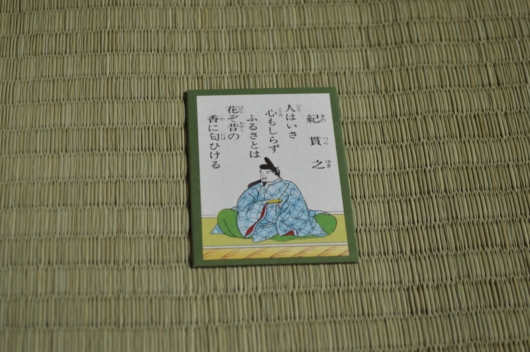 紀貫之
人はいさ
心もしらず
ふるさとは
花ぞ昔の
香に匂ひける